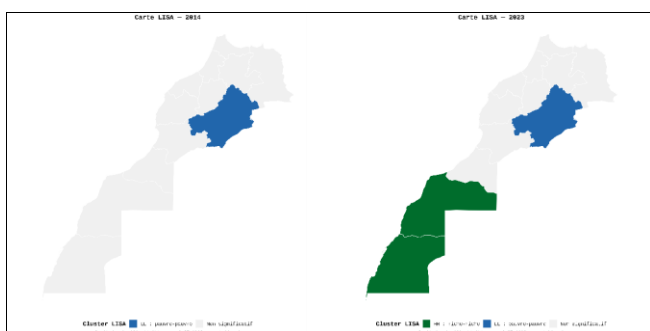 Carte LISA — 2014
Carte LISA — 2023
Cluster LISA LL : pauvre-pauvre Non significatif
Cluster LISA HH : riche-riche LL : pauvre-pauvre Non significatif